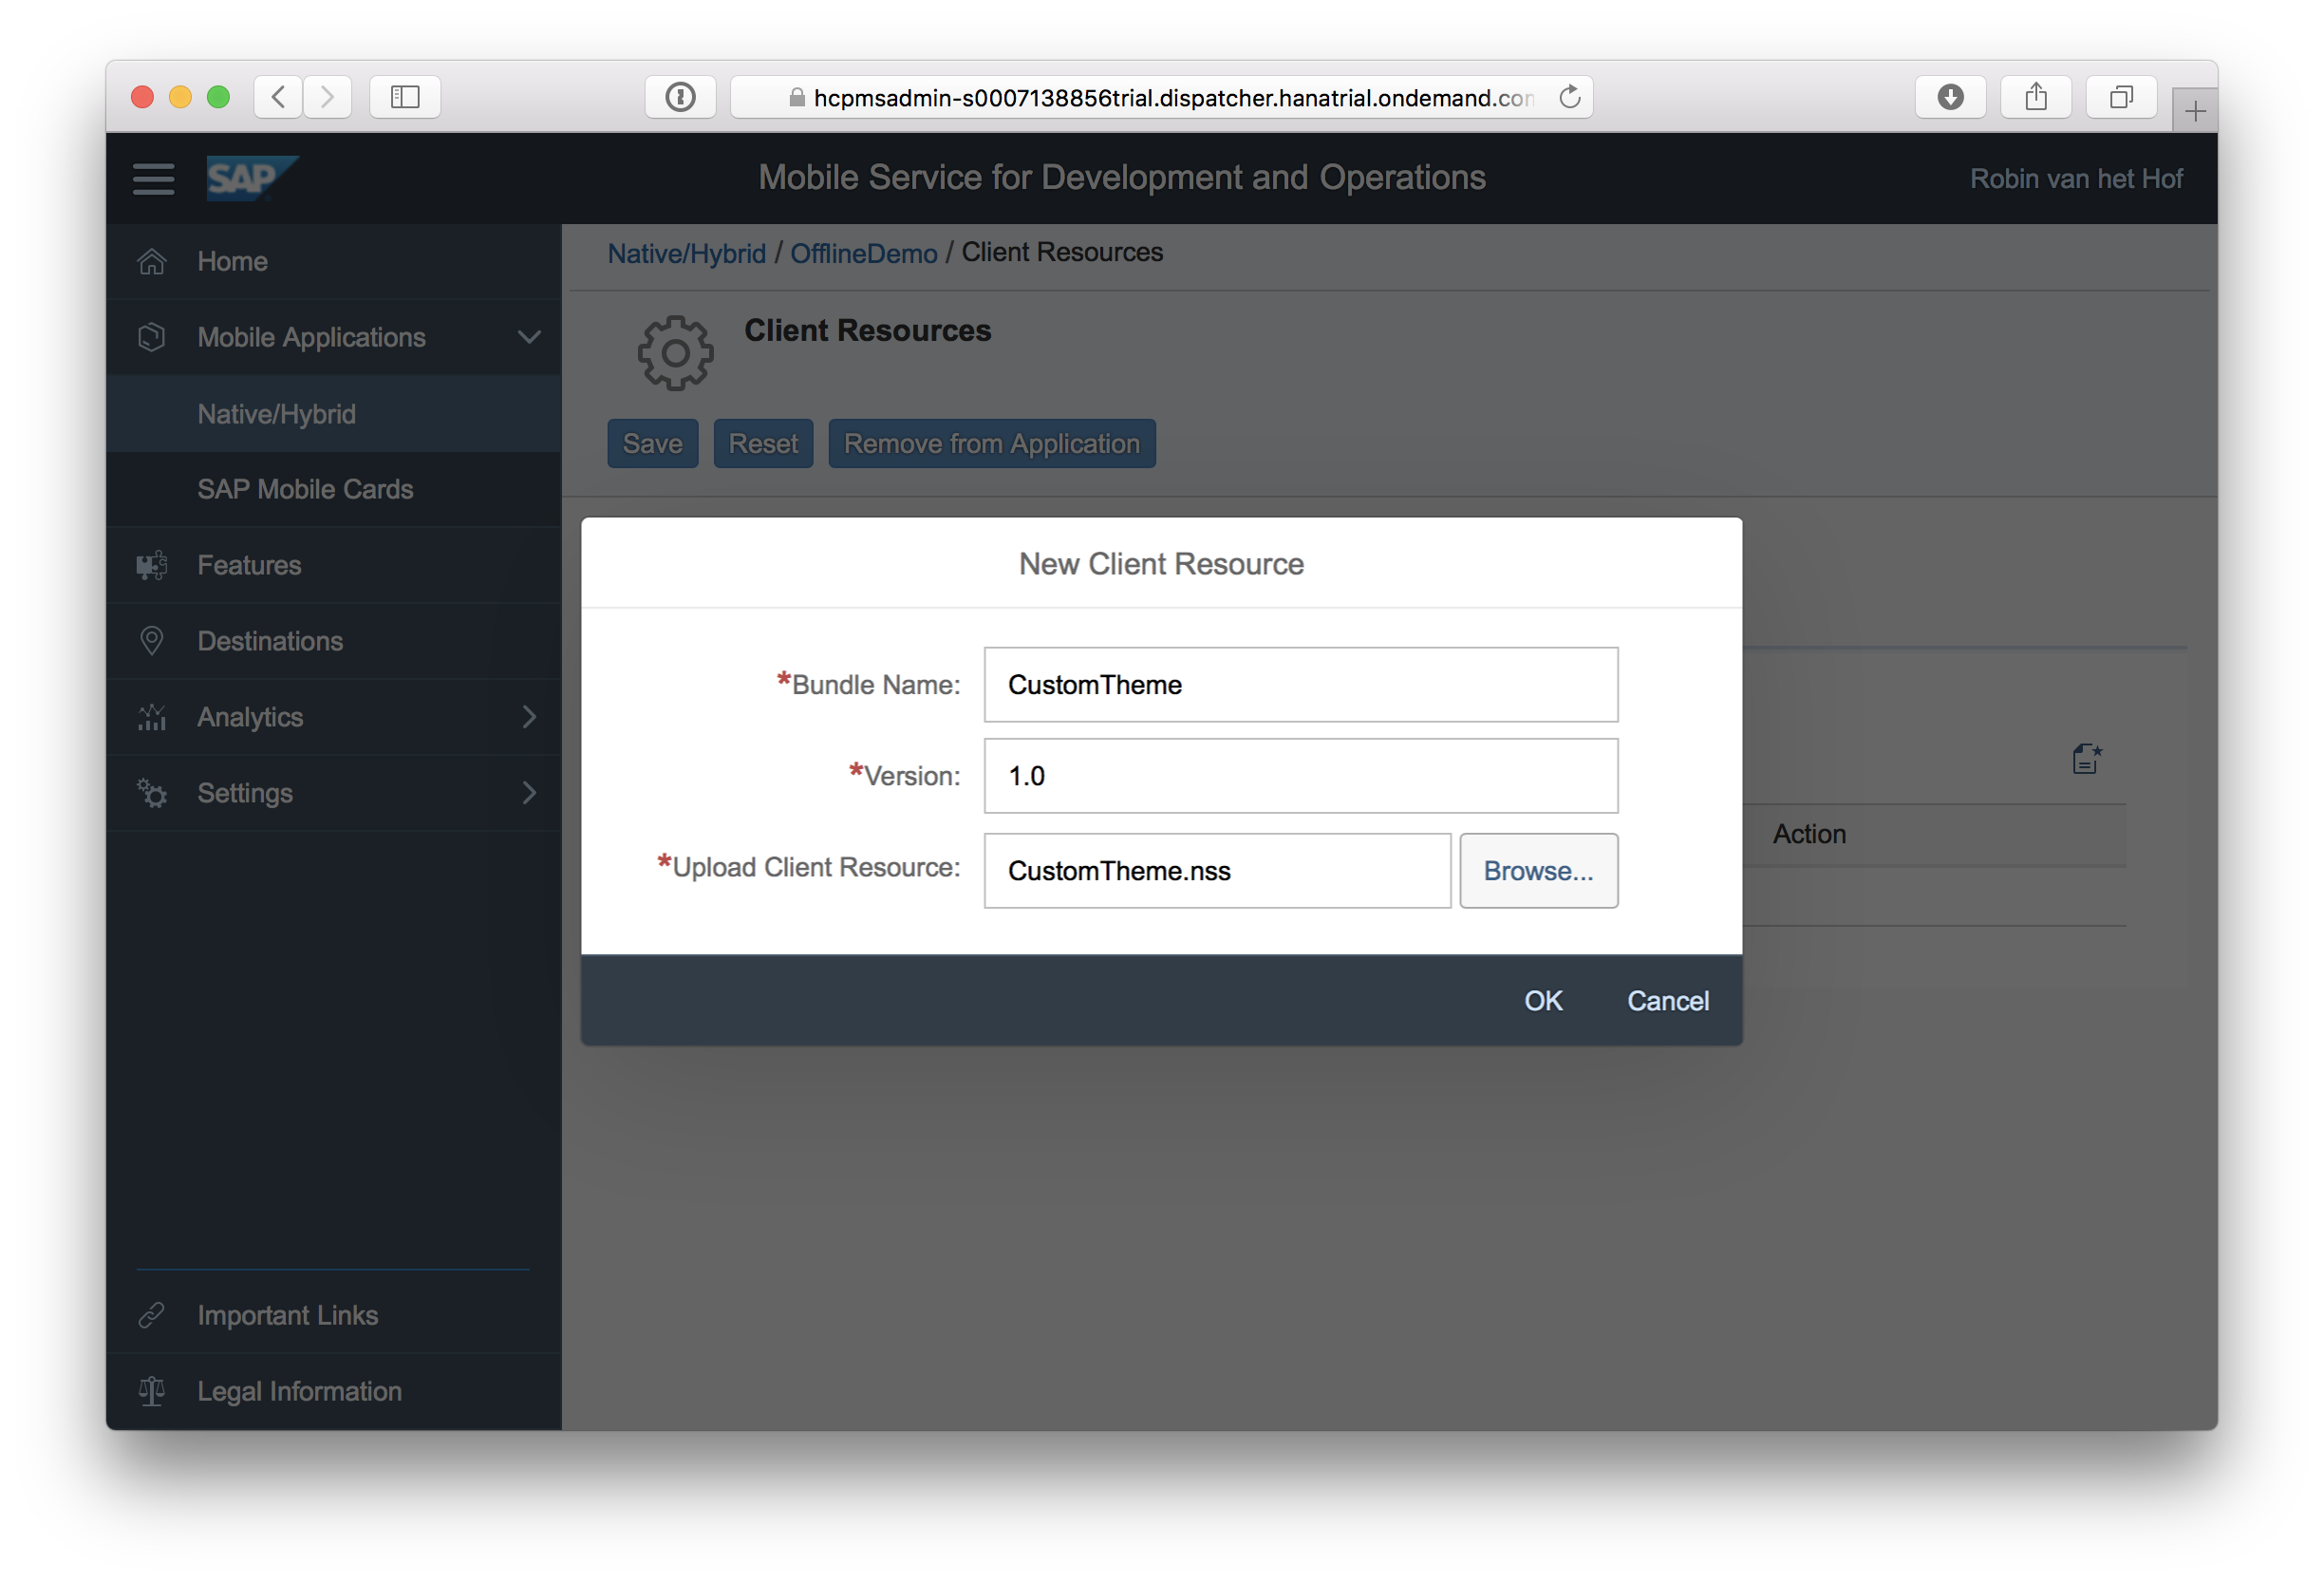 hcpmsadmin-s0007138856trial.dispatcher.hanatrial.ondemand.com
SAP
Mobile Service for Development and Operations
Robin van het Hof
Home
Mobile Applications
Native/Hybrid
SAP Mobile Cards
Features
Destinations
Analytics
Settings
Important Links
Legal Information
Native/Hybrid / OfflineDemo / Client Resources
Client Resources
Save Reset Remove from Application
New Client Resource
*Bundle Name: CustomTheme
*Version: 1.0
*Upload Client Resource: CustomTheme.nss Browse...
OK Cancel
Action